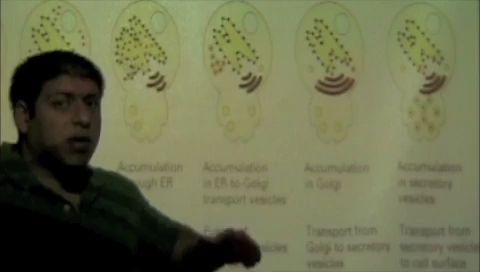 Accumulation
ER
Accumulation
in ER-to-Golgi
transport vesicles
Accumulation
in Golgi
Accumulation
in secretory
vesicles
Transport from
Golgi to secretory
vesicles
Transport from
secretory vesicles
to cell surface